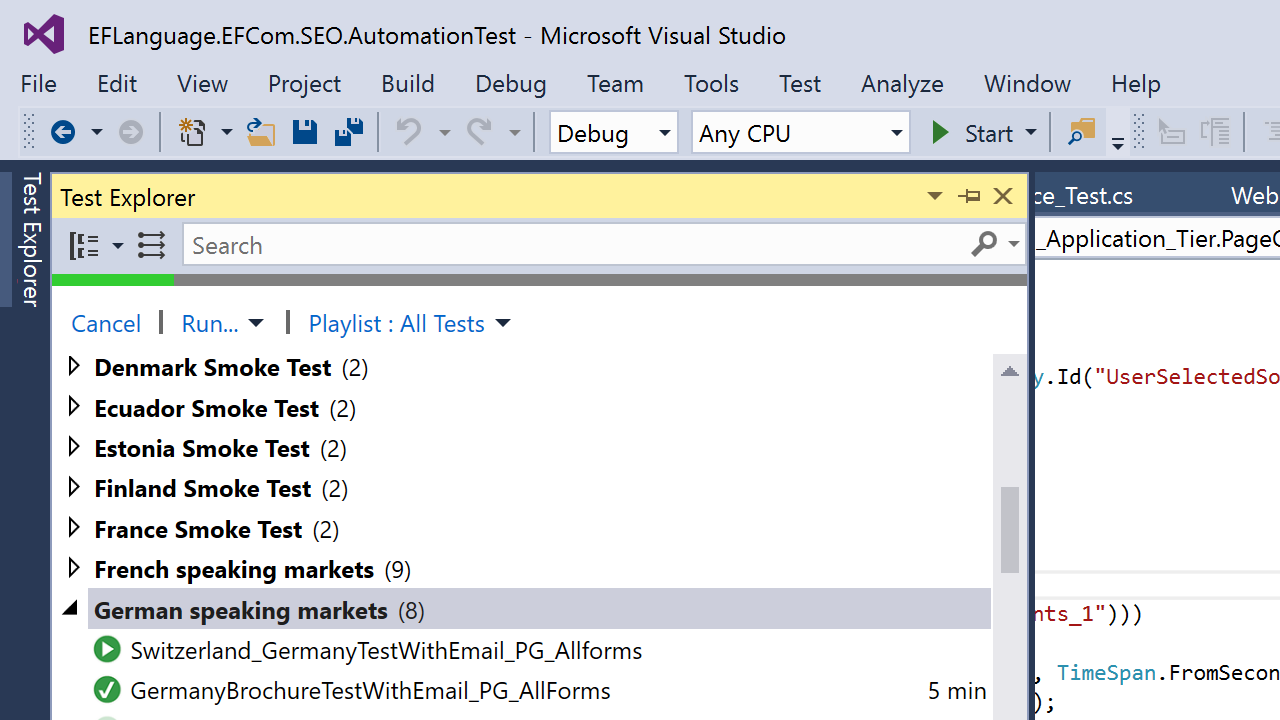 EFLanguage.EFCom.SEO.AutomationTest - Microsoft Visual Studio
File Edit View Project Build Debug Team Tools Test Analyze Window Help
Debug Any CPU Start
Test Explorer
Test Explorer
Search
Cancel | Run... | Playlist : All Tests
Denmark Smoke Test (2)
Ecuador Smoke Test (2)
Estonia Smoke Test (2)
Finland Smoke Test (2)
France Smoke Test (2)
French speaking markets (9)
German speaking markets (8)
Switzerland_GermanyTestWithEmail_PG_Allforms
GermanyBrochureTestWithEmail_PG_AllForms 5 min
ce_Test.cs Web
_Application_Tier.PageC
y.Id("UserSelectedSo
nts_1")))
, TimeSpan.FromSecon
);